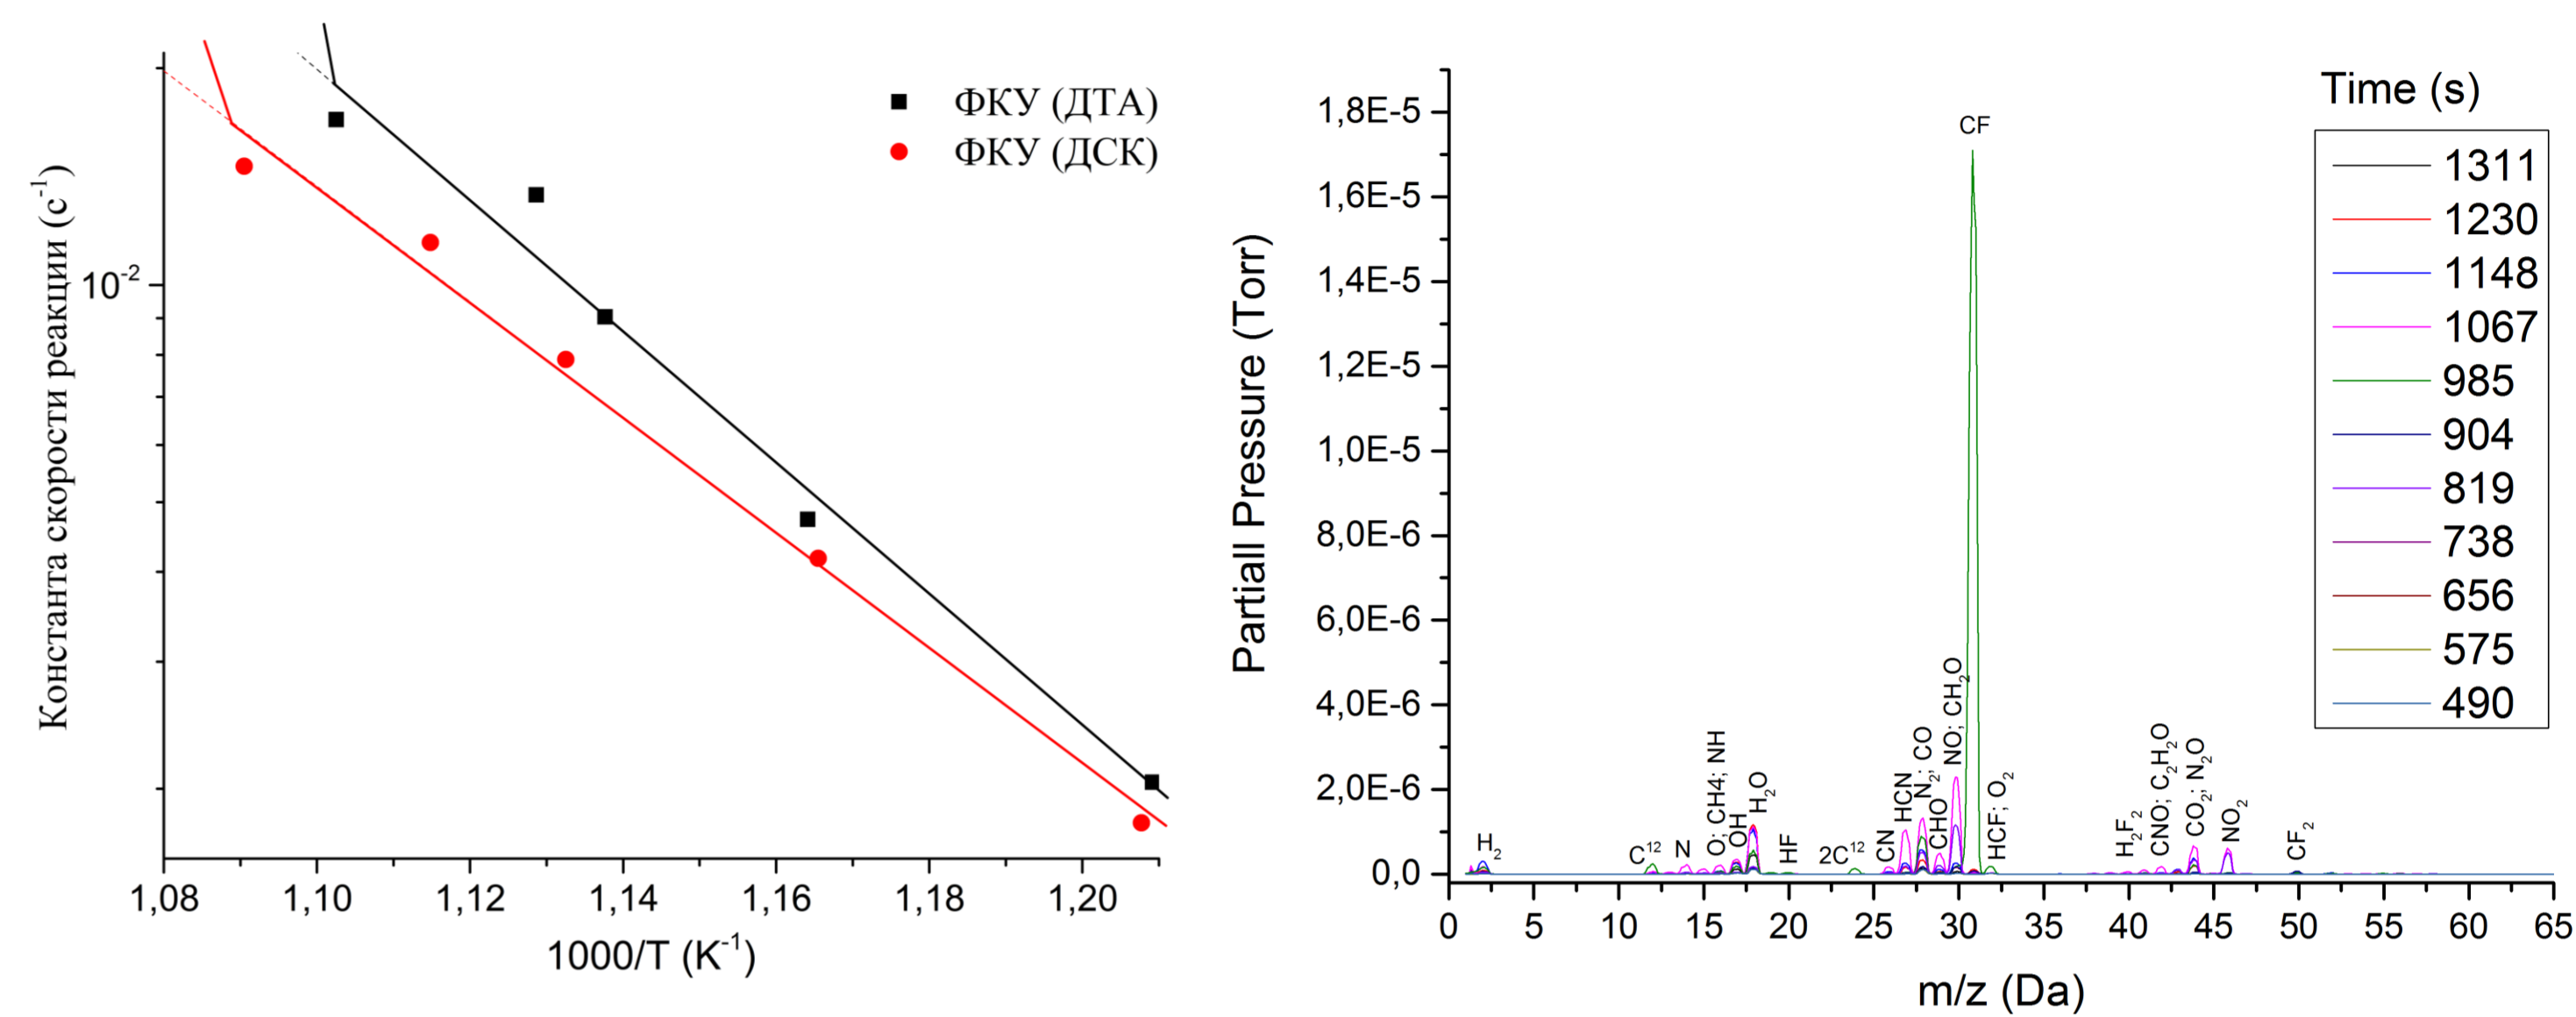 ФКУ (ДТА)
ФКУ (ДСК)
Константа скорости реакции (с⁻¹)
10⁻²
1,08 1,10 1,12 1,14 1,16 1,18 1,20
1000/T (K⁻¹)
Time (s)
1311
1230
1148
1067
985
904
819
738
656
575
490
Partiall Pressure (Torr)
1,8E-5
1,6E-5
1,4E-5
1,2E-5
1,0E-5
8,0E-6
6,0E-6
4,0E-6
2,0E-6
0,0
H₂
C¹²
N
O; CH4; NH
OH
H₂O
HF
2C¹²
CN
HCN
N₂; CO
CHO
NO; CH₂O
CF
HCF; O₂
H₂F₂
CNO; C₂H₂O
CO₂; N₂O
NO₂
CF₂
0 5 10 15 20 25 30 35 40 45 50 55 60 65
m/z (Da)